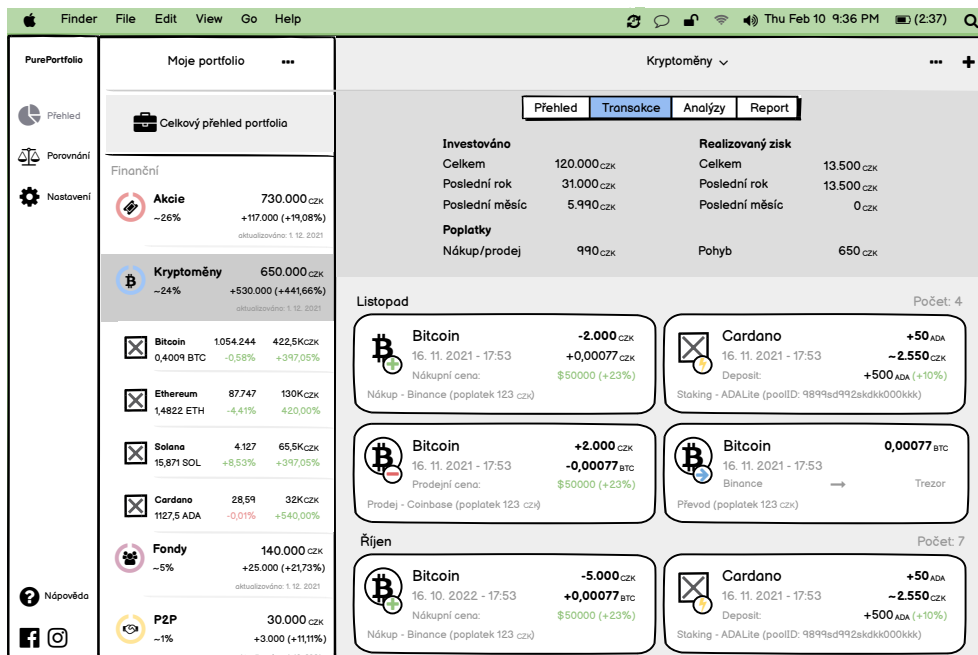 Finder File Edit View Go Help
Thu Feb 10 9:36 PM (2:37)
PurePortfolio
Přehled
Porovnání
Nastavení
Nápověda
Moje portfolio •••
Celkový přehled portfolia
Finanční
Akcie 730.000 CZK
~26% +117.000 (+19,08%)
aktualizováno: 1. 12. 2021
Kryptoměny 650.000 CZK
~24% +530.000 (+441,66%)
aktualizováno: 1. 12. 2021
Bitcoin 1.054.244 422,5K CZK
0,4009 BTC -0,58% +397,05%
Ethereum 87.747 130K CZK
1,4822 ETH -4,41% 420,00%
Solana 4.127 65,5K CZK
15,871 SOL +8,53% +397,05%
Cardano 28,59 32K CZK
1127,5 ADA -0,01% +540,00%
Fondy 140.000 CZK
~5% +25.000 (+21,73%)
aktualizováno: 1. 12. 2021
P2P 30.000 CZK
~1% +3.000 (+11,11%)
Kryptoměny
••• +
Přehled Transakce Analýzy Report
Investováno
Celkem 120.000 CZK
Poslední rok 31.000 CZK
Poslední měsíc 5.990 CZK
Poplatky
Nákup/prodej 990 CZK
Realizovaný zisk
Celkem 13.500 CZK
Poslední rok 13.500 CZK
Poslední měsíc 0 CZK
Pohyb 650 CZK
Listopad Počet: 4
Bitcoin -2.000 CZK
16. 11. 2021 - 17:53 +0,00077 CZK
Nákupní cena: $50000 (+23%)
Nákup - Binance (poplatek 123 CZK)
Cardano +50 ADA
16. 11. 2021 - 17:53 ~2.550 CZK
Deposit: +500 ADA (+10%)
Staking - ADALite (poolID: 9899sd992skdkk000kkk)
Bitcoin +2.000 CZK
16. 11. 2021 - 17:53 -0,00077 BTC
Prodejní cena: $50000 (+23%)
Prodej - Coinbase (poplatek 123 CZK)
Bitcoin 0,00077 BTC
16. 11. 2021 - 17:53
Binance → Trezor
Převod (poplatek 123 CZK)
Říjen Počet: 7
Bitcoin -5.000 CZK
16. 10. 2022 - 17:53 +0,00077 BTC
Nákupní cena: $50000 (+23%)
Nákup - Binance (poplatek 123 CZK)
Cardano +50 ADA
16. 11. 2021 - 17:53 ~2.550 CZK
Deposit: +500 ADA (+10%)
Staking - ADALite (poolID: 9899sd992skdkk000kkk)